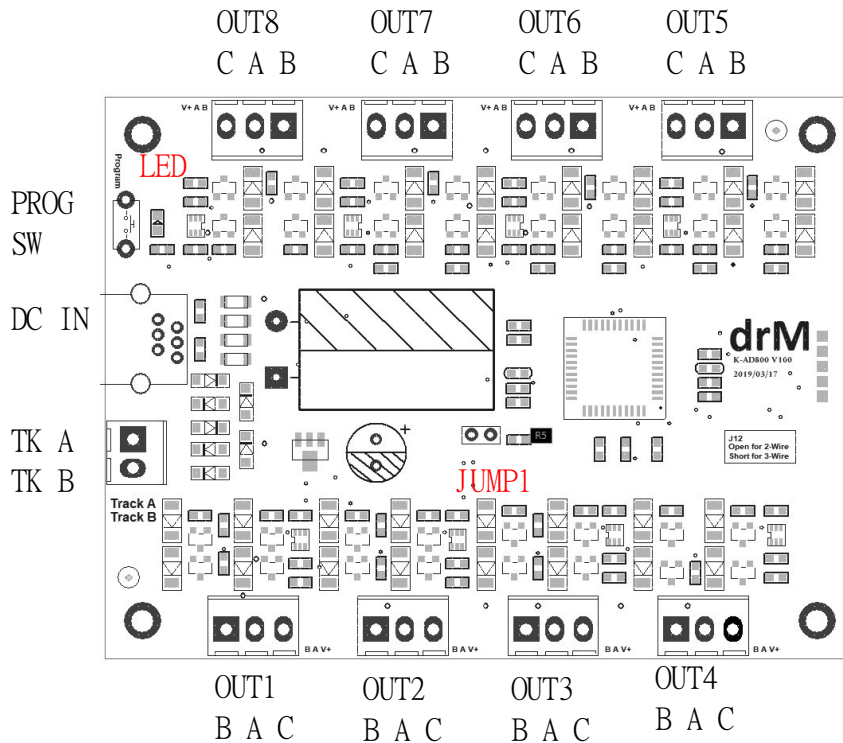 OUT8 OUT7 OUT6 OUT5
C A B C A B C A B C A B
V+ A B V+ A B V+ A B V+ A B
LED
Program
PROG
SW
DC IN
drM
K-AD800 V100
2019/03/17
+
R5
J12
Open for 2-Wire
Short for 3-Wire
TK A
TK B
JUMP1
Track A
Track B
B A V+ B A V+ B A V+ B A V+
OUT1 OUT2 OUT3 OUT4
B A C B A C B A C B A C